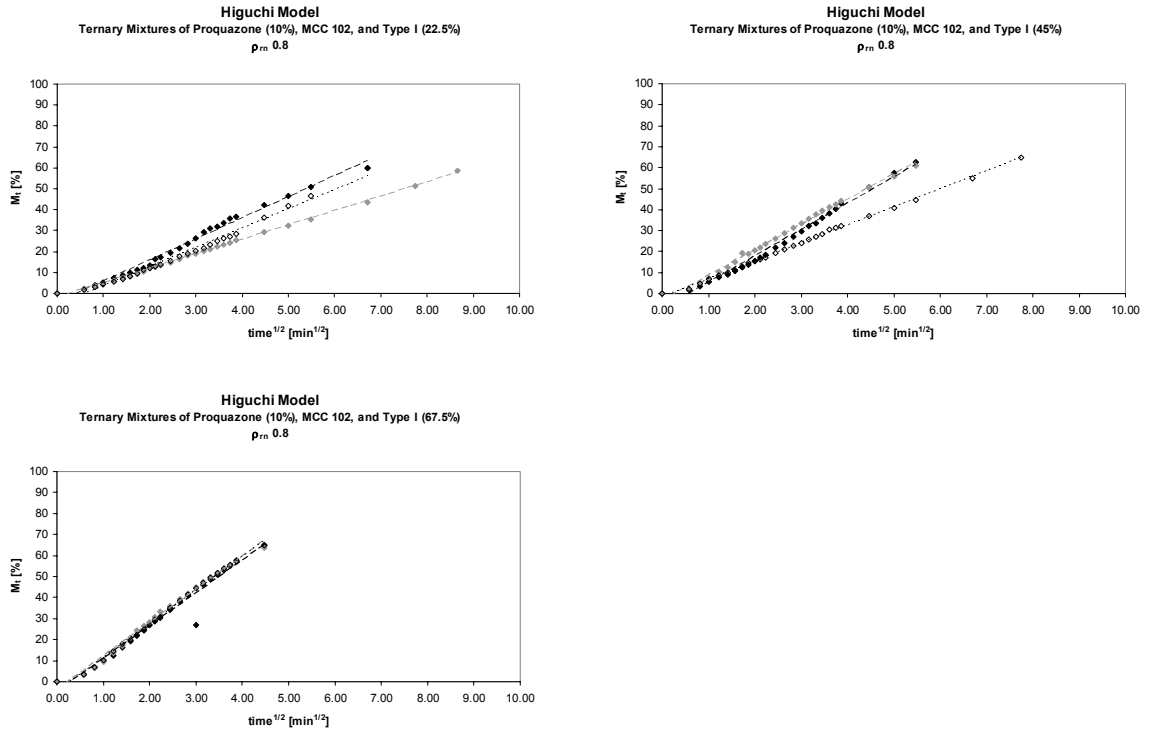 Higuchi Model
Ternary Mixtures of Proquazone (10%), MCC 102, and Type I (22.5%)
ρrn 0.8
100
90
80
70
60
50
40
30
20
10
0
Mt [%]
0.00 1.00 2.00 3.00 4.00 5.00 6.00 7.00 8.00 9.00 10.00
time1/2 [min1/2]
Higuchi Model
Ternary Mixtures of Proquazone (10%), MCC 102, and Type I (45%)
ρrn 0.8
100
90
80
70
60
50
40
30
20
10
0
Mt [%]
0.00 1.00 2.00 3.00 4.00 5.00 6.00 7.00 8.00 9.00 10.00
time1/2 [min1/2]
Higuchi Model
Ternary Mixtures of Proquazone (10%), MCC 102, and Type I (67.5%)
ρrn 0.8
100
90
80
70
60
50
40
30
20
10
0
Mt [%]
0.00 1.00 2.00 3.00 4.00 5.00 6.00 7.00 8.00 9.00 10.00
time1/2 [min1/2]